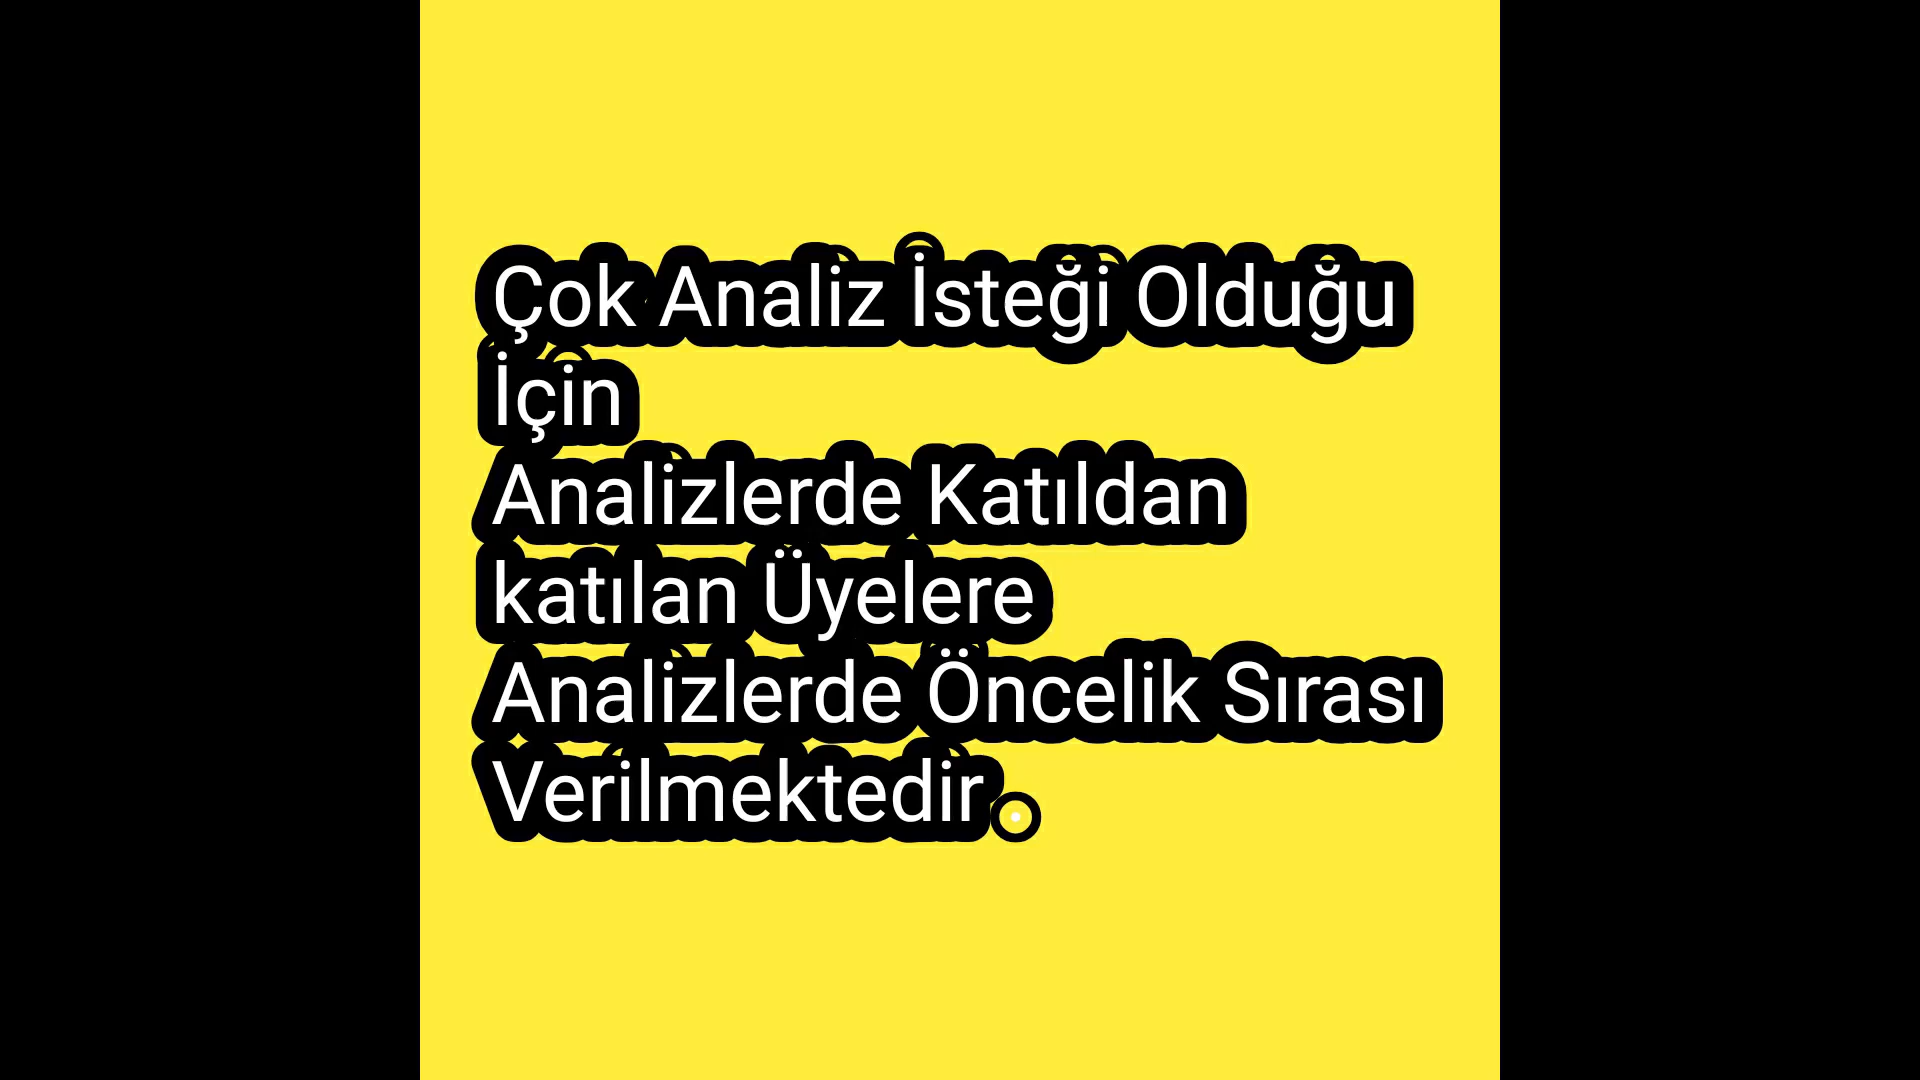 Çok Analiz İsteği Olduğu
İçin
Analizlerde Katıldan
katılan Üyelere
Analizlerde Öncelik Sırası
Verilmektedir.